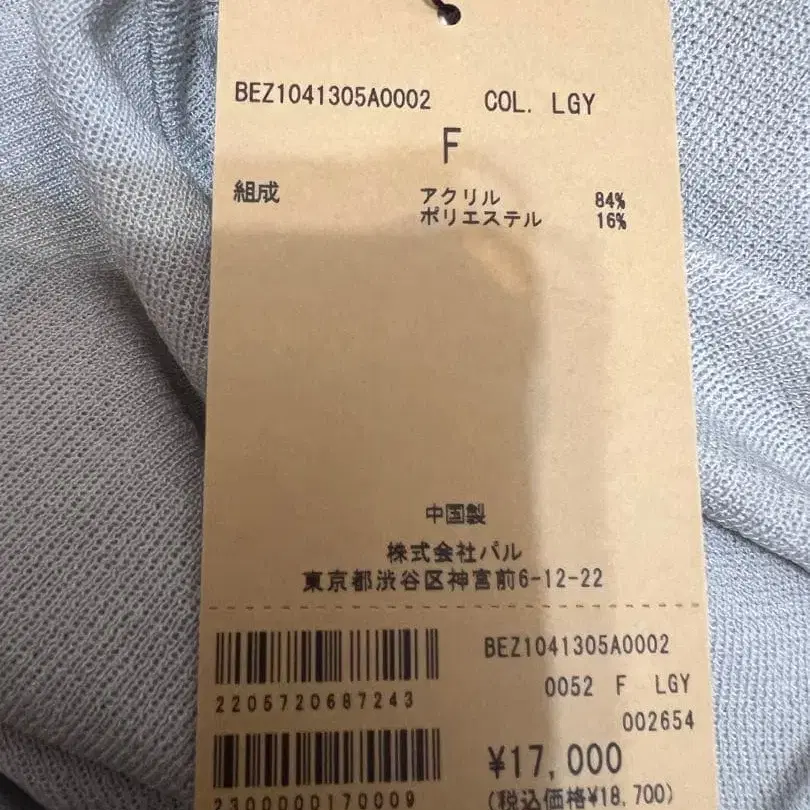 BEZ1041305A0002 COL. LGY
F
組成 アクリル 84%
ポリエステル 16%
中国製
株式会社パル
東京都渋谷区神宮前6-12-22
BEZ1041305A0002
2205720687243
0052 F LGY
002654
¥17,000
2300000170009
(税込価格¥18,700)